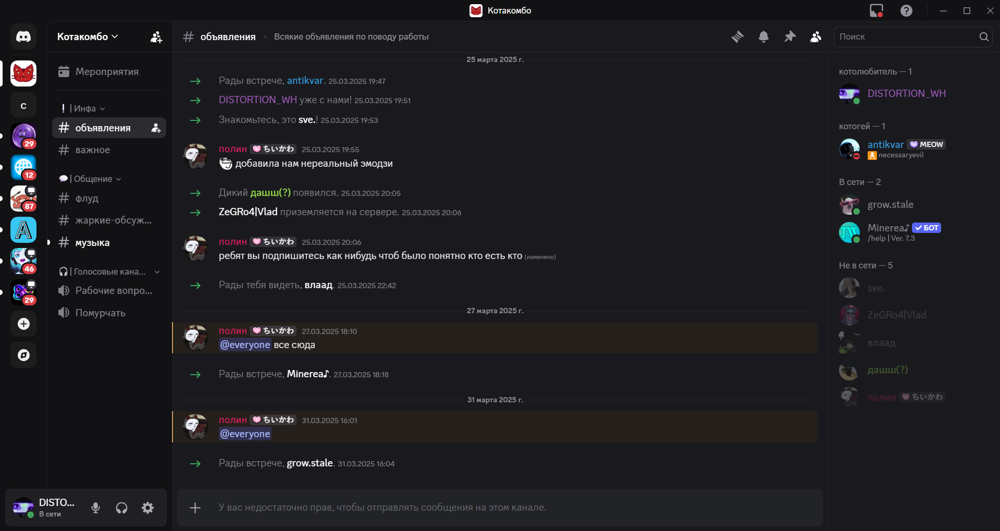 Котакомбо
Котакомбо
# объявления • Всякие объявления по поводу работы
Поиск
C
29
12
87
46
29
Мероприятия
❕ | Инфа
# объявления
# важное
💬 | Общение
# флуд
# жаркие-обсуж...
# музыка
🎧 | Голосовые кана...
Рабочие вопро...
Помурчать
DISTO...
В сети
25 марта 2025 г.
Рады встрече, antikvar. 25.03.2025 19:47
DISTORTION_WH уже с нами! 25.03.2025 19:51
Знакомьтесь, это sve.! 25.03.2025 19:53
полин ちいかわ 25.03.2025 19:55
добавила нам нереальный эмодзи
Дикий дашш(?) появился. 25.03.2025 20:05
ZeGRo4|Vlad приземляется на сервере. 25.03.2025 20:06
полин ちいかわ 25.03.2025 20:06
ребят вы подпишитесь как нибудь чтоб было понятно кто есть кто (изменено)
Рады тебя видеть, влаад. 25.03.2025 22:42
27 марта 2025 г.
полин ちいかわ 27.03.2025 18:10
@everyone все сюда
Рады встрече, Minerea♪. 27.03.2025 18:18
31 марта 2025 г.
полин ちいかわ 31.03.2025 16:01
@everyone
Рады встрече, grow.stale. 31.03.2025 16:04
У вас недостаточно прав, чтобы отправлять сообщения на этом канале.
котолюбитель — 1
DISTORTION_WH
котогей — 1
antikvar MEOW
necessaryevil
В сети — 2
grow.stale
Minerea♪ БОТ
/help | Ver. 7.3
Не в сети — 5
sve.
ZeGRo4|Vlad
влаад
дашш(?)
полин ちいかわ